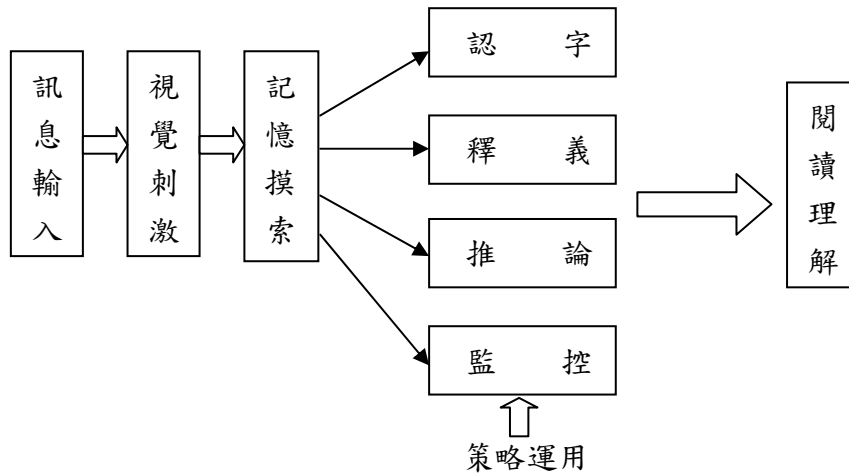 訊息輸入
視覺刺激
記憶摸索
認字
釋義
推論
監控
策略運用
閱讀理解